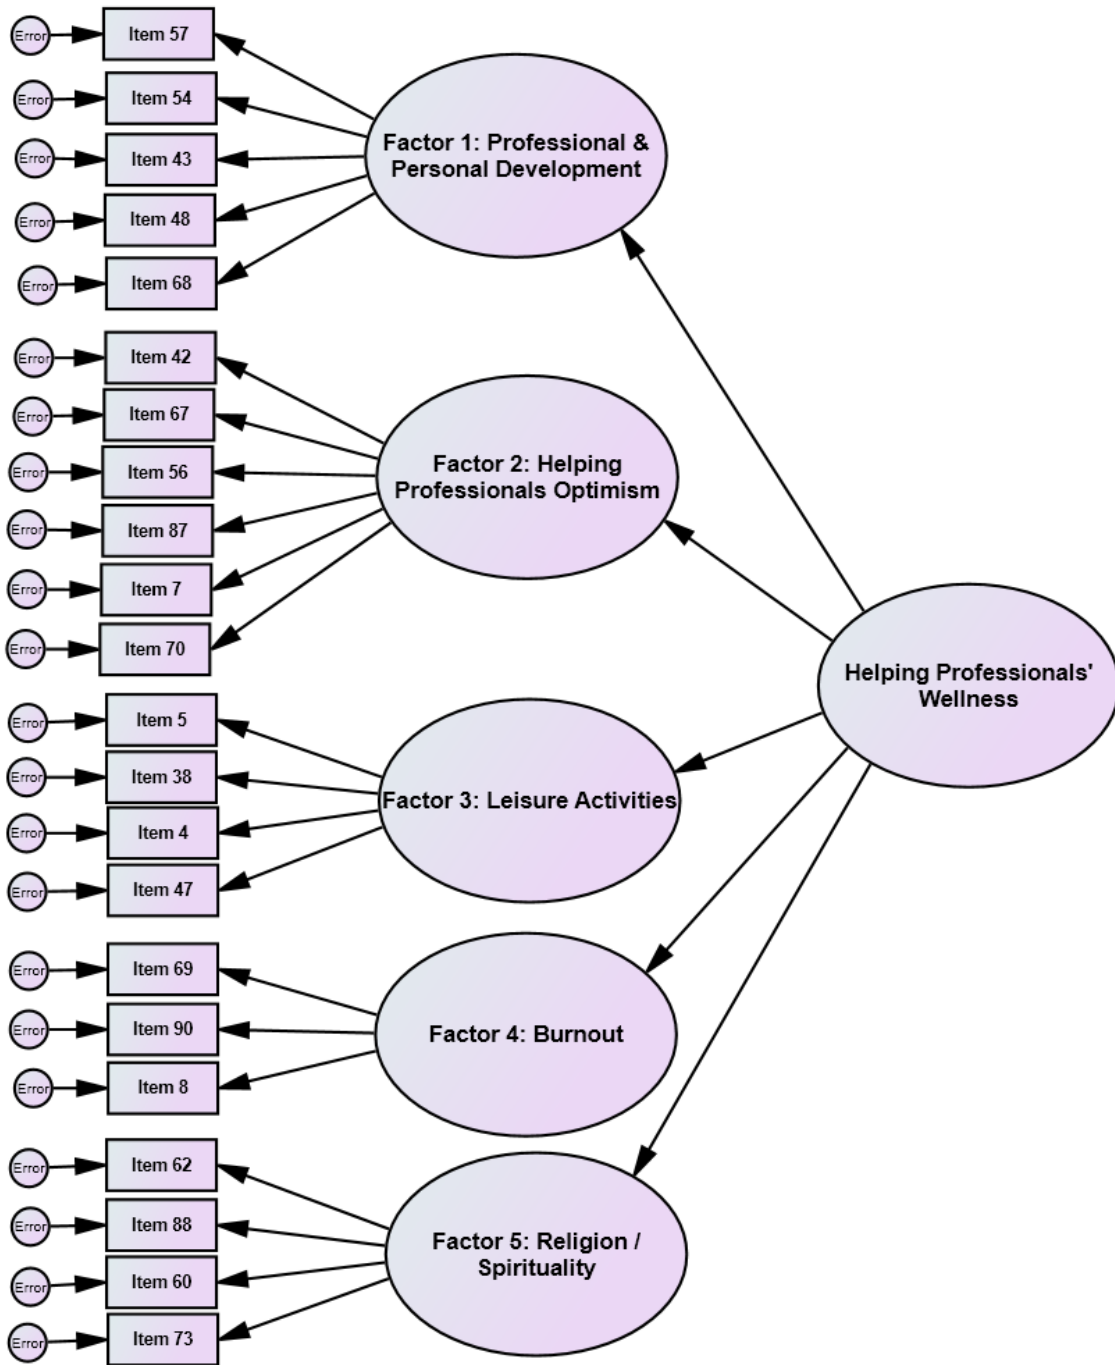 Error
Item 57
Error
Item 54
Error
Item 43
Error
Item 48
Error
Item 68
Factor 1: Professional &
Personal Development
Error
Item 42
Error
Item 67
Error
Item 56
Error
Item 87
Error
Item 7
Error
Item 70
Factor 2: Helping
Professionals Optimism
Helping Professionals'
Wellness
Error
Item 5
Error
Item 38
Error
Item 4
Error
Item 47
Factor 3: Leisure Activities
Error
Item 69
Error
Item 90
Error
Item 8
Factor 4: Burnout
Error
Item 62
Error
Item 88
Error
Item 60
Error
Item 73
Factor 5: Religion /
Spirituality